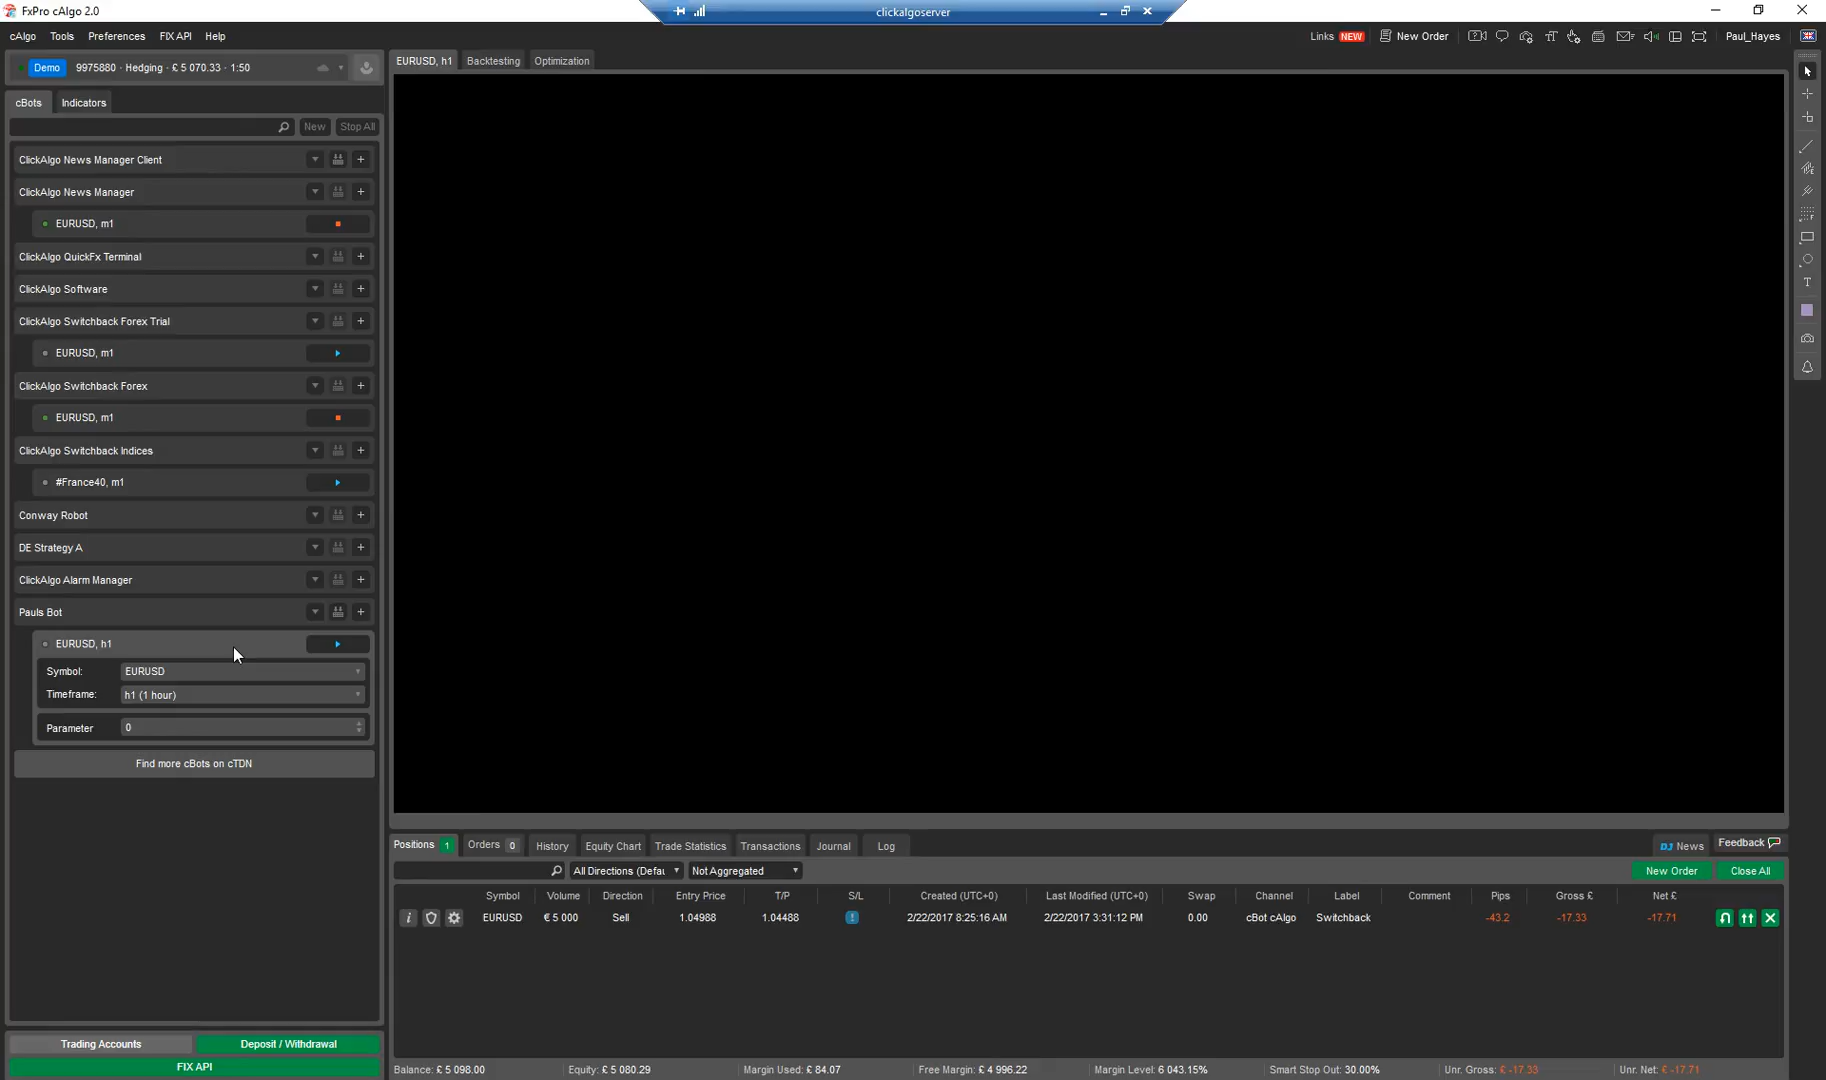 FxPro cAlgo 2.0
clickalgoserver
cAlgo Tools Preferences FIX API Help
Links NEW New Order Paul_Hayes
Demo 9975880 · Hedging · £ 5 070.33 · 1:50
EURUSD, h1 Backtesting Optimization
cBots Indicators
New Stop All
ClickAlgo News Manager Client
ClickAlgo News Manager
EURUSD, m1
ClickAlgo QuickFx Terminal
ClickAlgo Software
ClickAlgo Switchback Forex Trial
EURUSD, m1
ClickAlgo Switchback Forex
EURUSD, m1
ClickAlgo Switchback Indices
#France40, m1
Conway Robot
DE Strategy A
ClickAlgo Alarm Manager
Pauls Bot
EURUSD, h1
Symbol: EURUSD
Timeframe: h1 (1 hour)
Parameter 0
Find more cBots on cTDN
Trading Accounts Deposit / Withdrawal
FIX API
Positions 1 Orders 0 History Equity Chart Trade Statistics Transactions Journal Log DJ News Feedback
All Directions (Defau Not Aggregated New Order Close All
Symbol Volume Direction Entry Price T/P S/L Created (UTC+0) Last Modified (UTC+0) Swap Channel Label Comment Pips Gross £ Net £
EURUSD € 5 000 Sell 1.04988 1.04488 2/22/2017 8:25:16 AM 2/22/2017 3:31:12 PM 0.00 cBot cAlgo Switchback -43.2 -17.33 -17.71
Balance: £ 5 098.00 Equity: £ 5 080.29 Margin Used: £ 84.07 Free Margin: £ 4 996.22 Margin Level: 6 043.15% Smart Stop Out: 30.00% Unr. Gross: £ -17.33 Unr. Net: £ -17.71